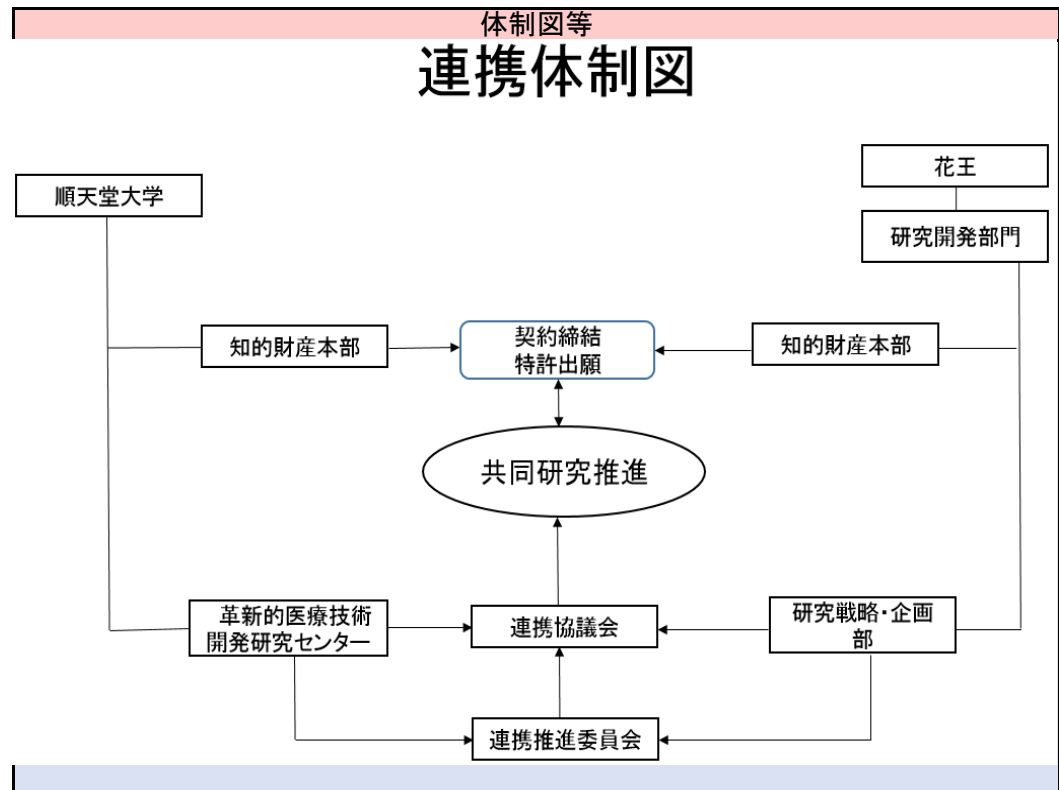 体制図等
連携体制図
花王
順天堂大学
研究開発部門
知的財産本部
契約締結
特許出願
知的財産本部
共同研究推進
革新的医療技術
開発研究センター
連携協議会
研究戦略・企画
部
連携推進委員会